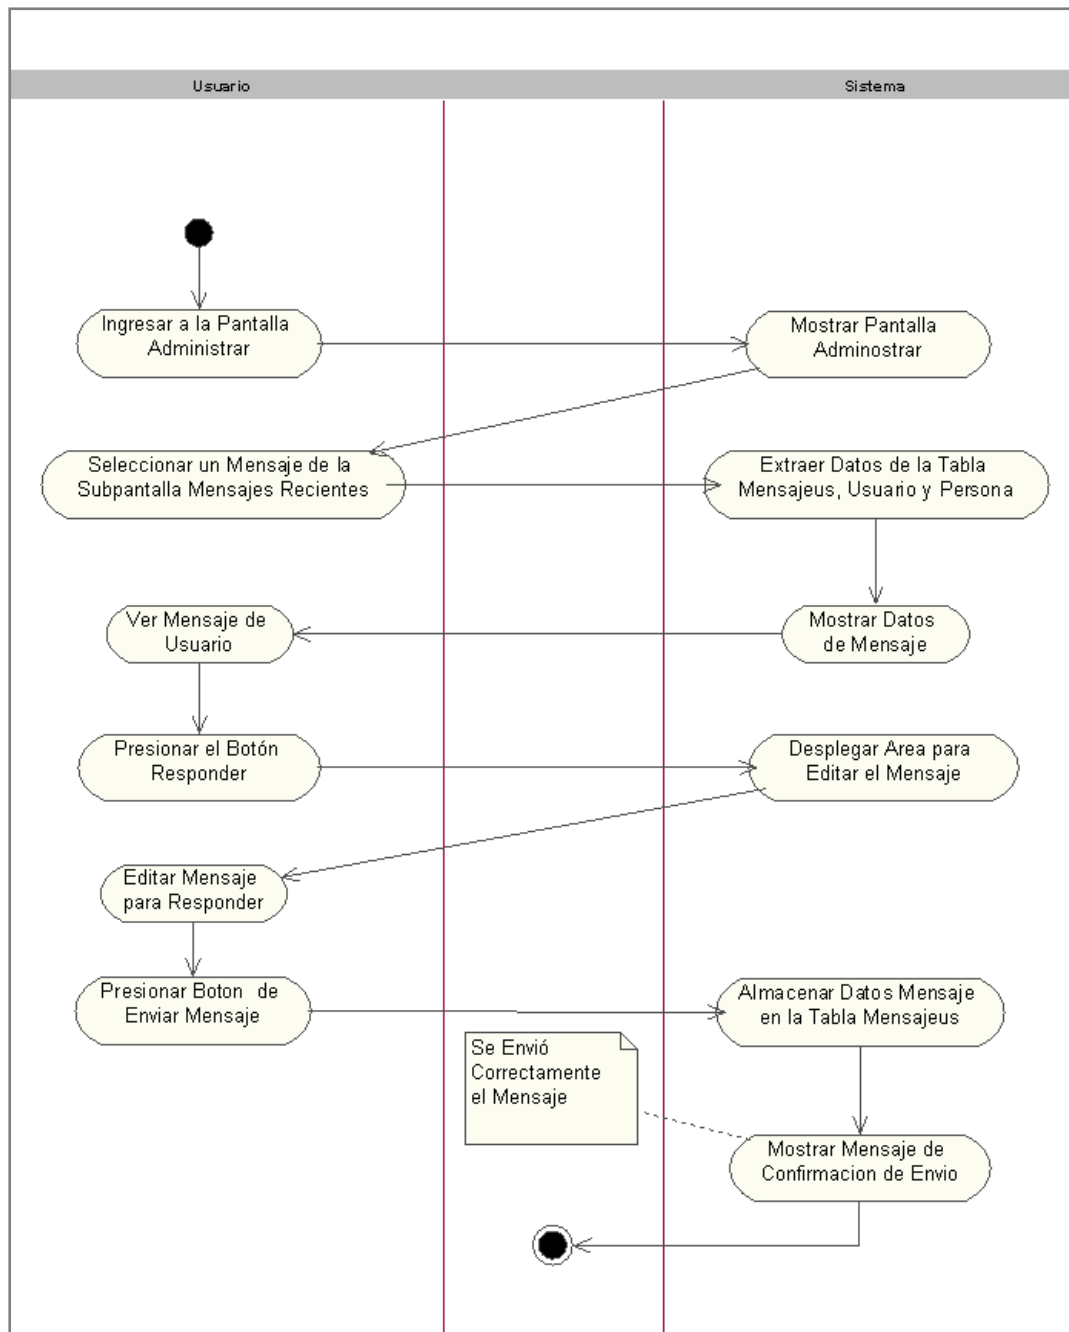 Usuario
Sistema
Ingresar a la Pantalla
Administrar
Mostrar Pantalla
Adminostrar
Seleccionar un Mensaje de la
Subpantalla Mensajes Recientes
Extraer Datos de la Tabla
Mensajeus, Usuario y Persona
Ver Mensaje de
Usuario
Mostrar Datos
de Mensaje
Presionar el Botón
Responder
Desplegar Area para
Editar el Mensaje
Editar Mensaje
para Responder
Presionar Boton de
Enviar Mensaje
Almacenar Datos Mensaje
en la Tabla Mensajeus
Se Envió
Correctamente
el Mensaje
Mostrar Mensaje de
Confirmacion de Envio